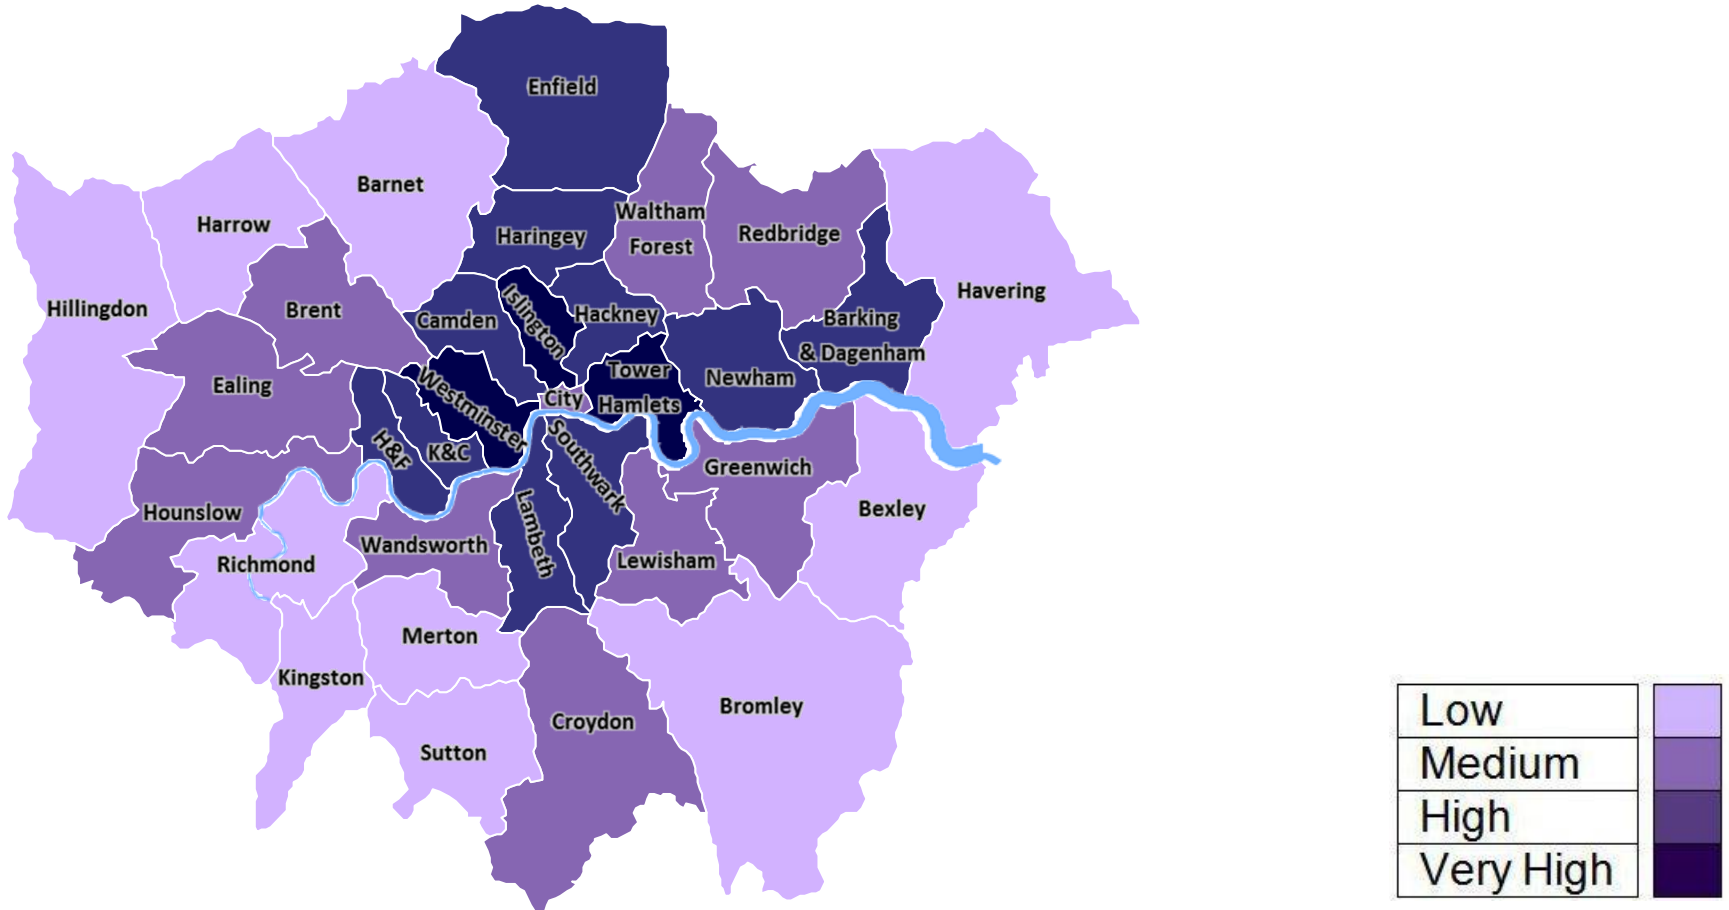 Enfield
Barnet
Waltham
Forest
Harrow
Haringey
Redbridge
Havering
Hillingdon
Brent
Camden
Islington
Hackney
Barking
& Dagenham
Ealing
Westminster
Tower
Hamlets
Newham
City
H&F
K&C
Southwark
Greenwich
Hounslow
Lambeth
Bexley
Richmond
Wandsworth
Lewisham
Merton
Kingston
Bromley
Croydon
Sutton
Low
Medium
High
Very High